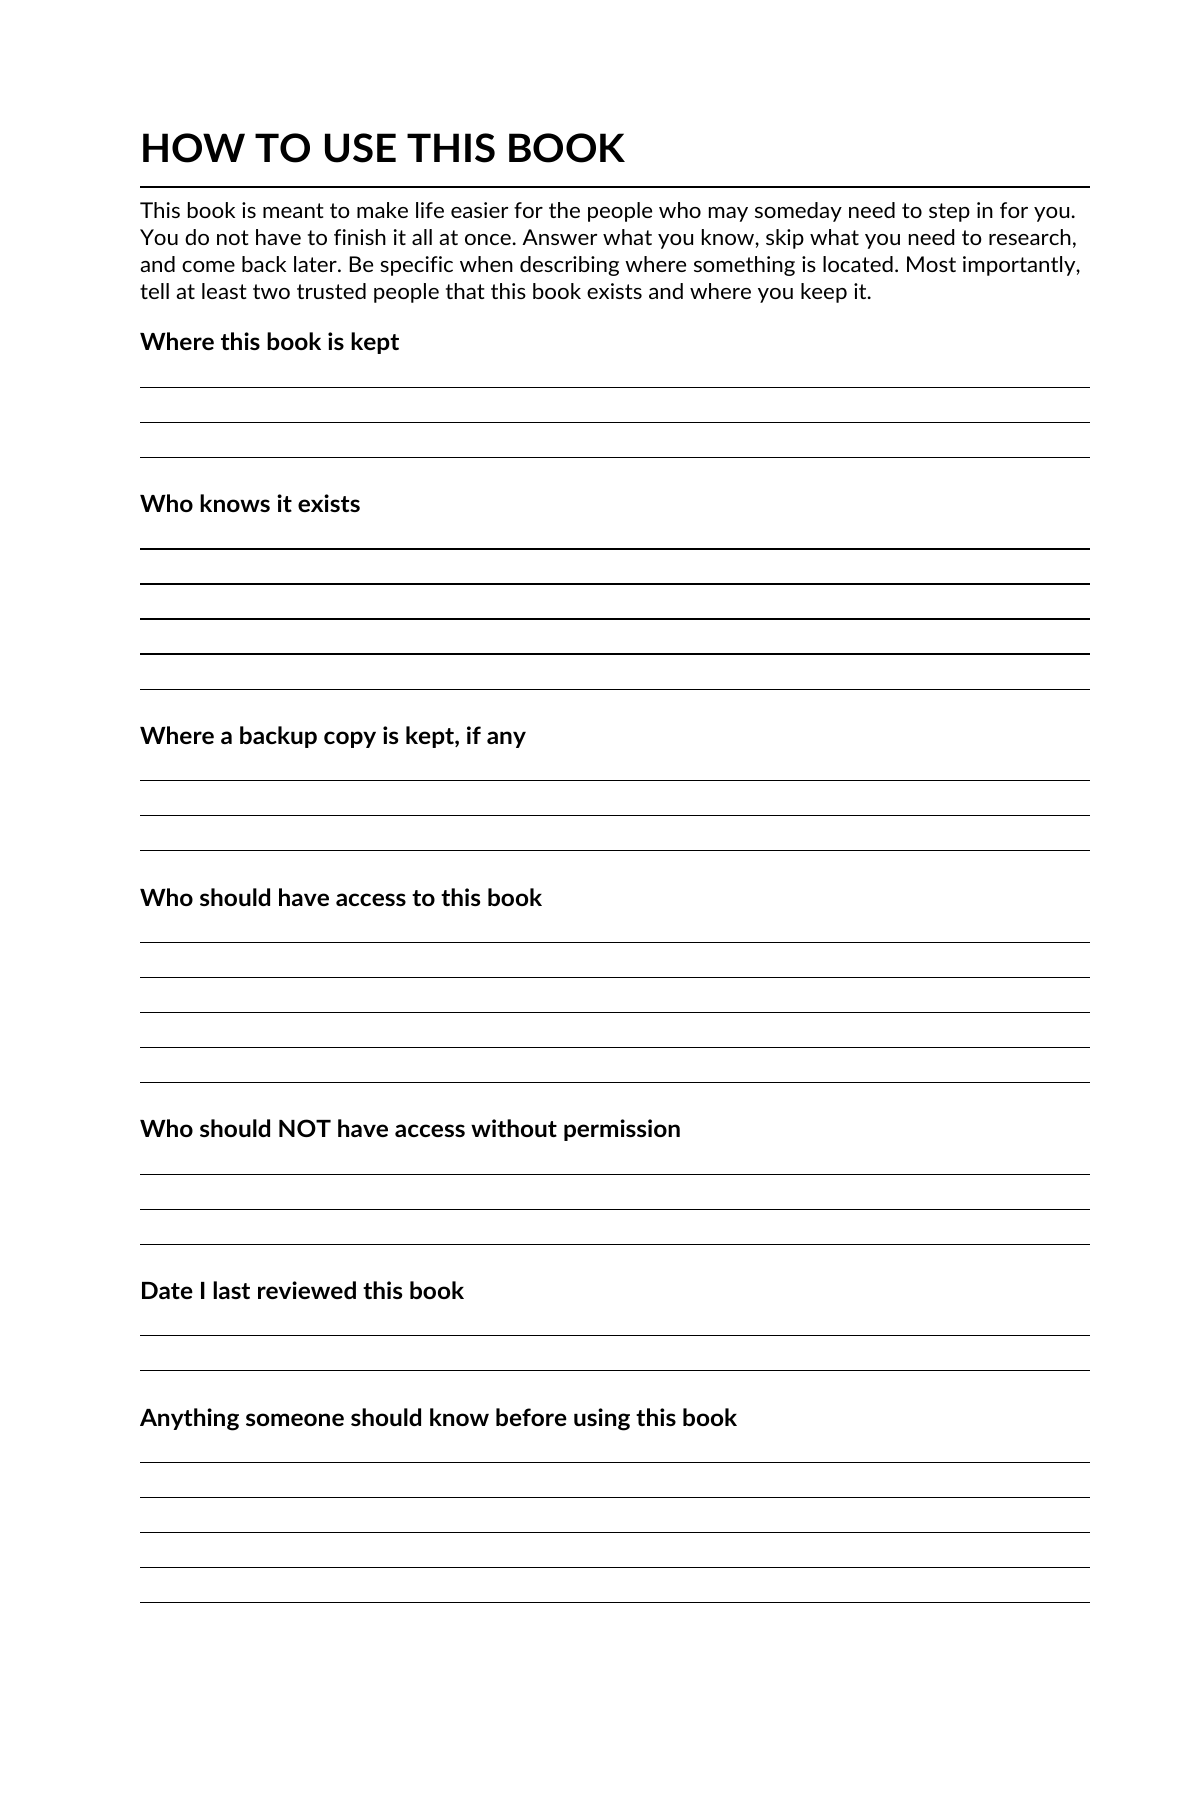 HOW TO USE THIS BOOK
This book is meant to make life easier for the people who may someday need to step in for you.
You do not have to finish it all at once. Answer what you know, skip what you need to research,
and come back later. Be specific when describing where something is located. Most importantly,
tell at least two trusted people that this book exists and where you keep it.
Where this book is kept
Who knows it exists
Where a backup copy is kept, if any
Who should have access to this book
Who should NOT have access without permission
Date I last reviewed this book
Anything someone should know before using this book